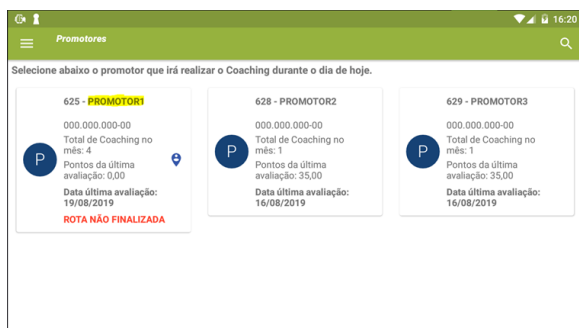 16:20
Promotores
Selecione abaixo o promotor que irá realizar o Coaching durante o dia de hoje.
625 - PROMOTOR1
000.000.000-00
Total de Coaching no
mês: 4
Pontos da última
avaliação: 0,00
Data última avaliação:
19/08/2019
ROTA NÃO FINALIZADA
P
628 - PROMOTOR2
000.000.000-00
Total de Coaching no
mês: 1
Pontos da última
avaliação: 35,00
Data última avaliação:
16/08/2019
P
629 - PROMOTOR3
000.000.000-00
Total de Coaching no
mês: 1
Pontos da última
avaliação: 35,00
Data última avaliação:
16/08/2019
P